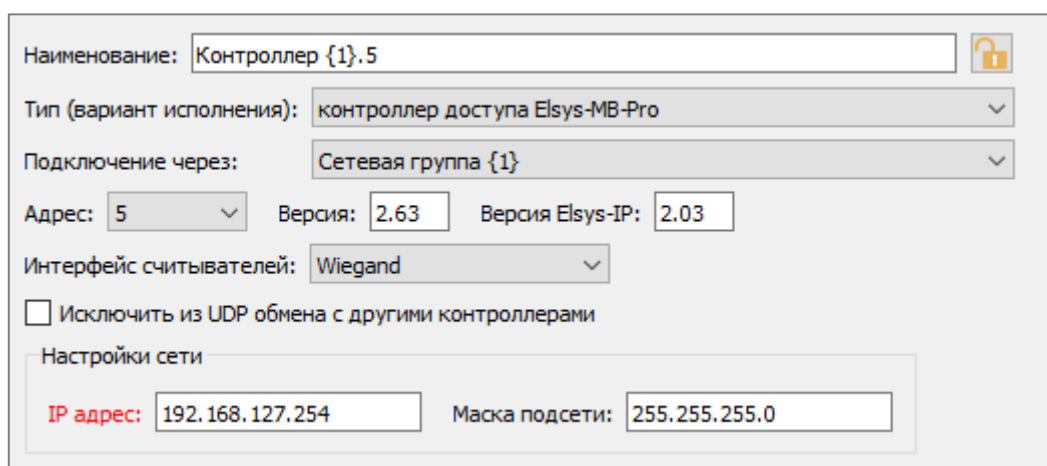 Наименование: Контроллер {1}.5
Тип (вариант исполнения): контроллер доступа Elsys-MB-Pro
Подключение через: Сетевая группа {1}
Адрес: 5 Версия: 2.63 Версия Elsys-IP: 2.03
Интерфейс считывателей: Wiegand
Исключить из UDP обмена с другими контроллерами
Настройки сети
IP адрес: 192.168.127.254 Маска подсети: 255.255.255.0